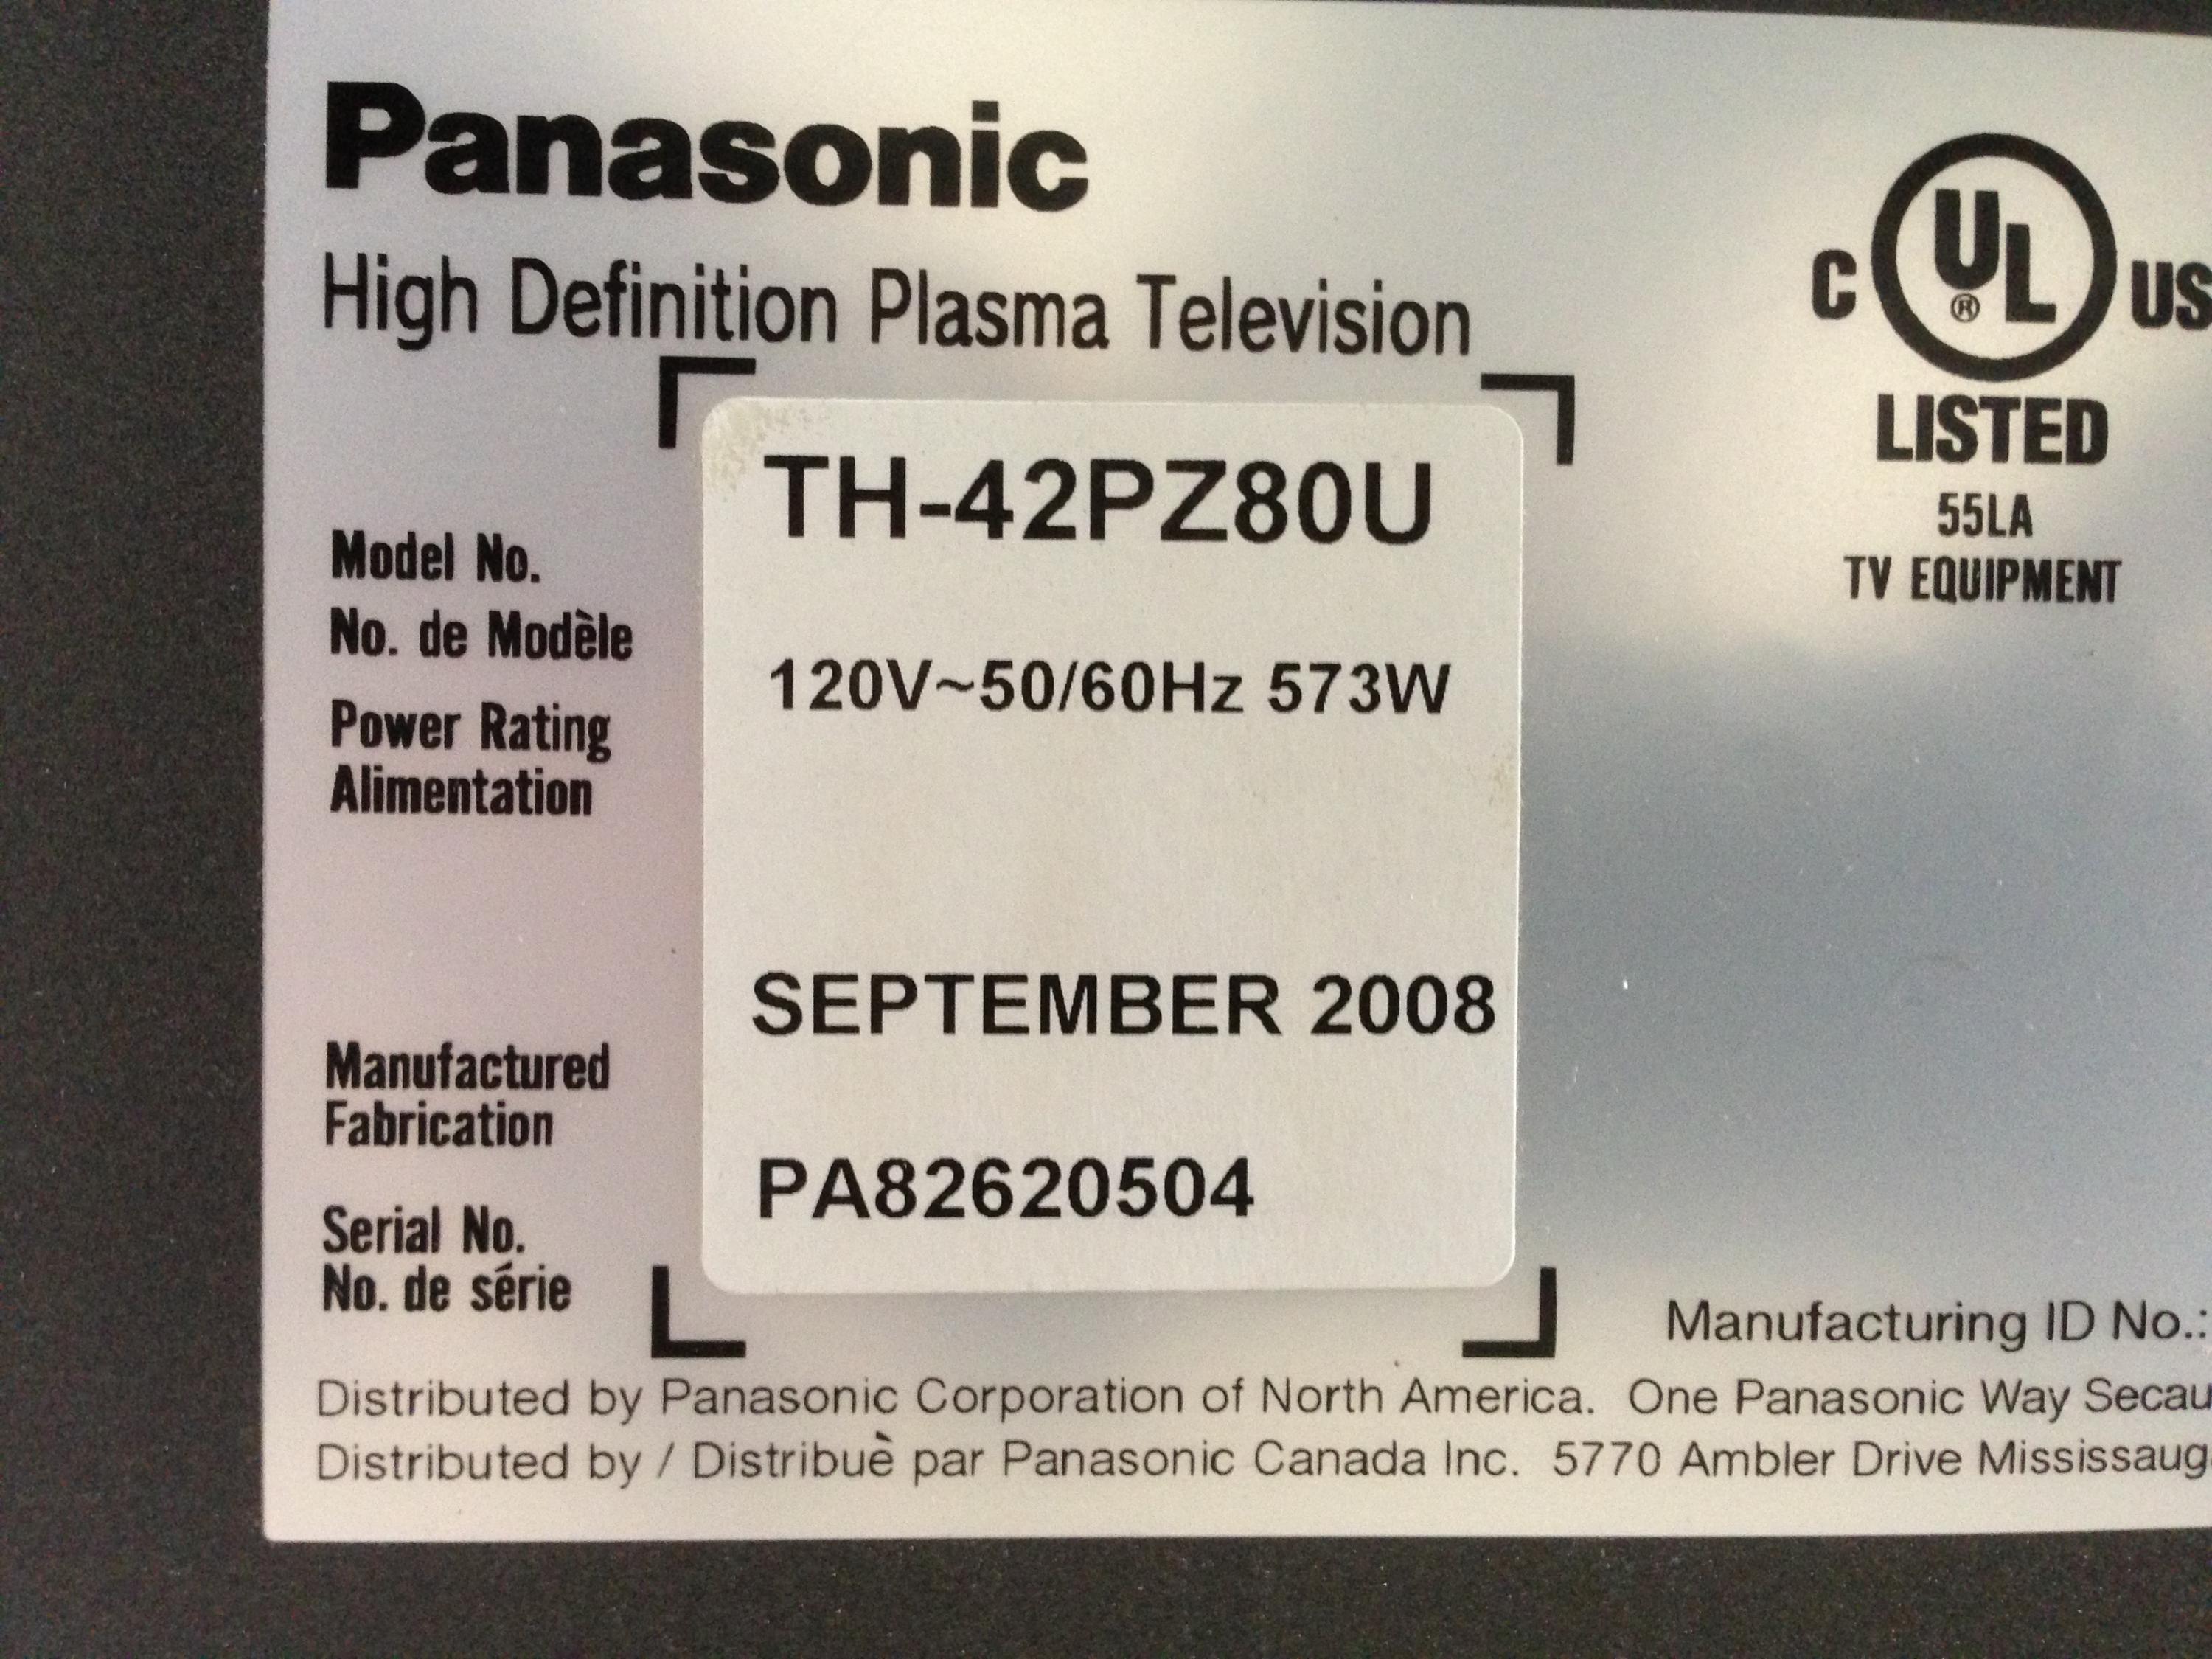 Panasonic
High Definition Plasma Television
C UL® US
LISTED
55LA
TV EQUIPMENT
Model No.
No. de Modèle
TH-42PZ80U
Power Rating
Alimentation
120V~50/60Hz 573W
Manufactured
Fabrication
SEPTEMBER 2008
Serial No.
No. de série
PA82620504
Manufacturing ID No.:
Distributed by Panasonic Corporation of North America. One Panasonic Way Secau
Distributed by / Distribuè par Panasonic Canada Inc. 5770 Ambler Drive Mississaug